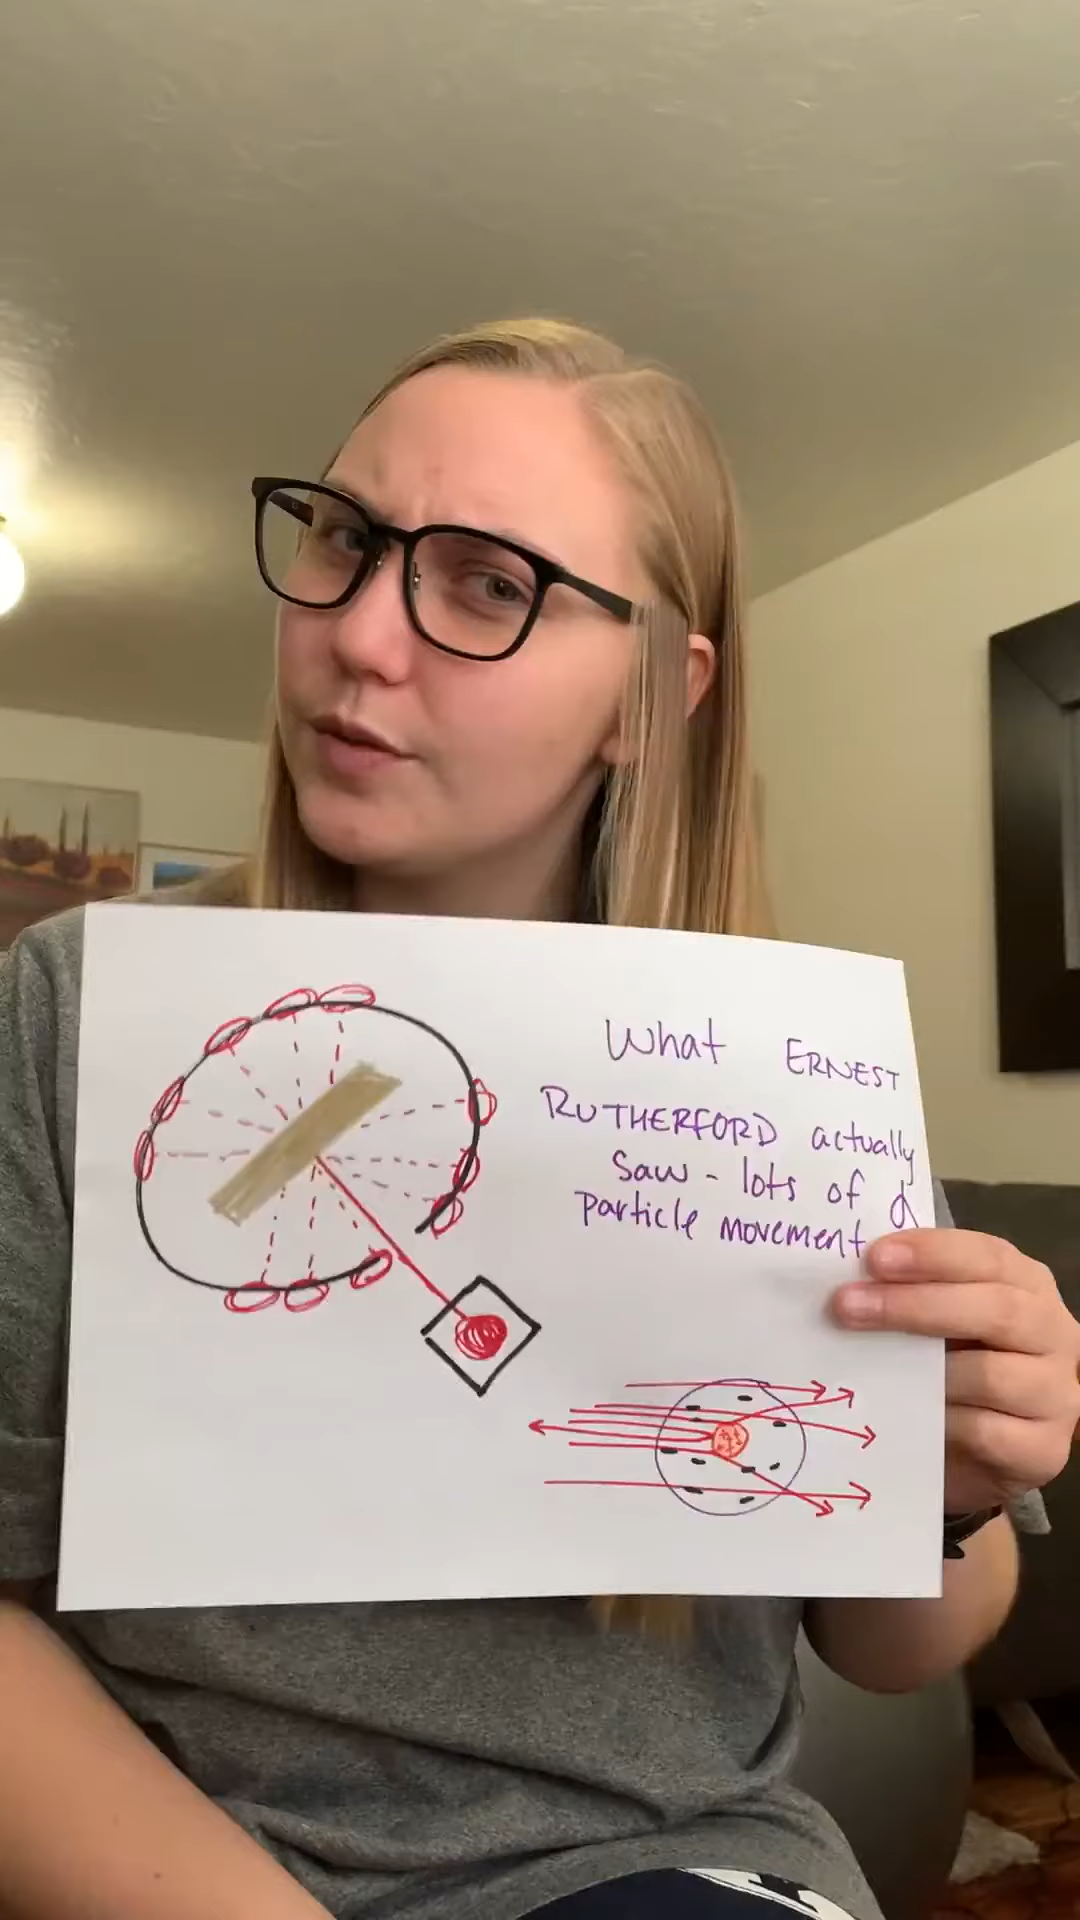 What ERNEST
RUTHERFORD actually
saw - lots of α
particle movement